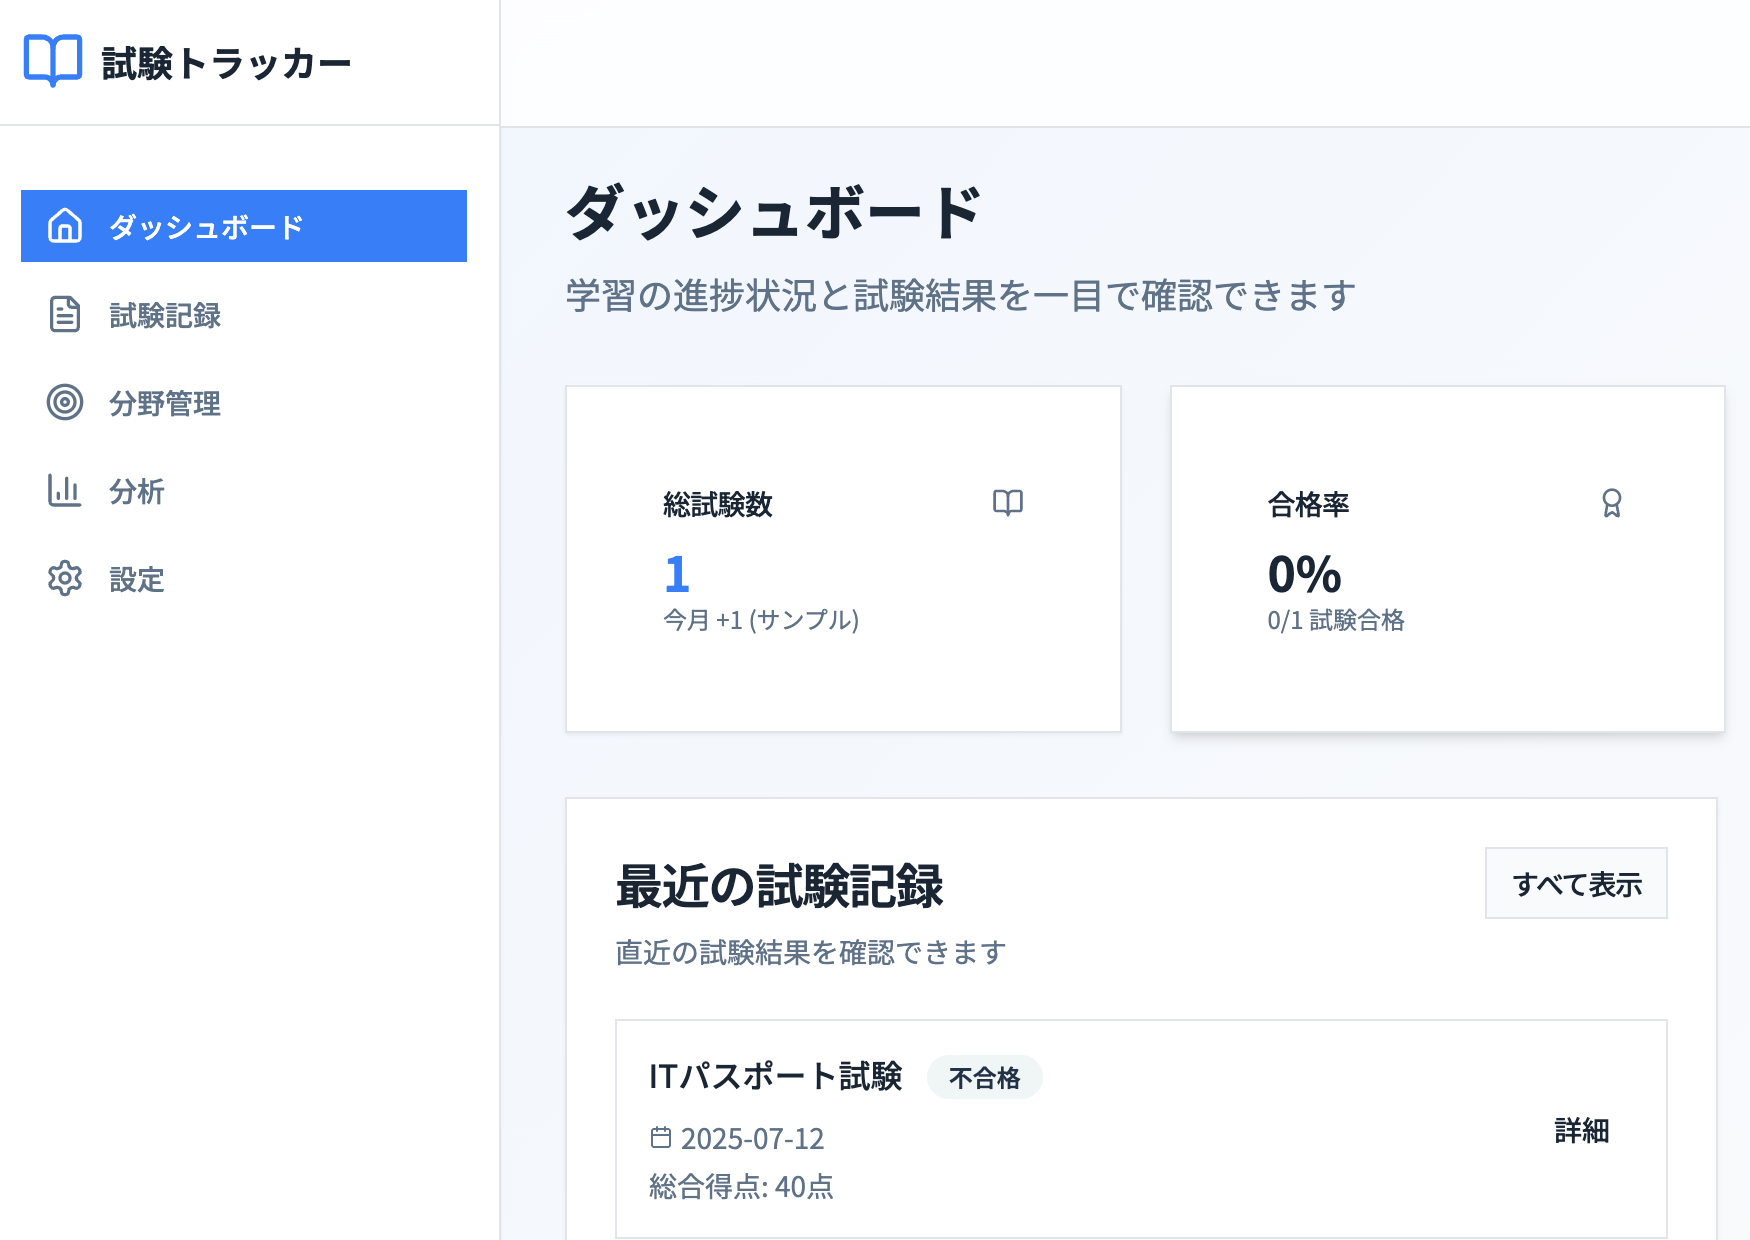 試験トラッカー
ダッシュボード
試験記録
分野管理
分析
設定
ダッシュボード
学習の進捗状況と試験結果を一目で確認できます
総試験数
1
今月 +1 (サンプル)
合格率
0%
0/1 試験合格
最近の試験記録
すべて表示
直近の試験結果を確認できます
ITパスポート試験
不合格
2025-07-12
詳細
総合得点: 40点